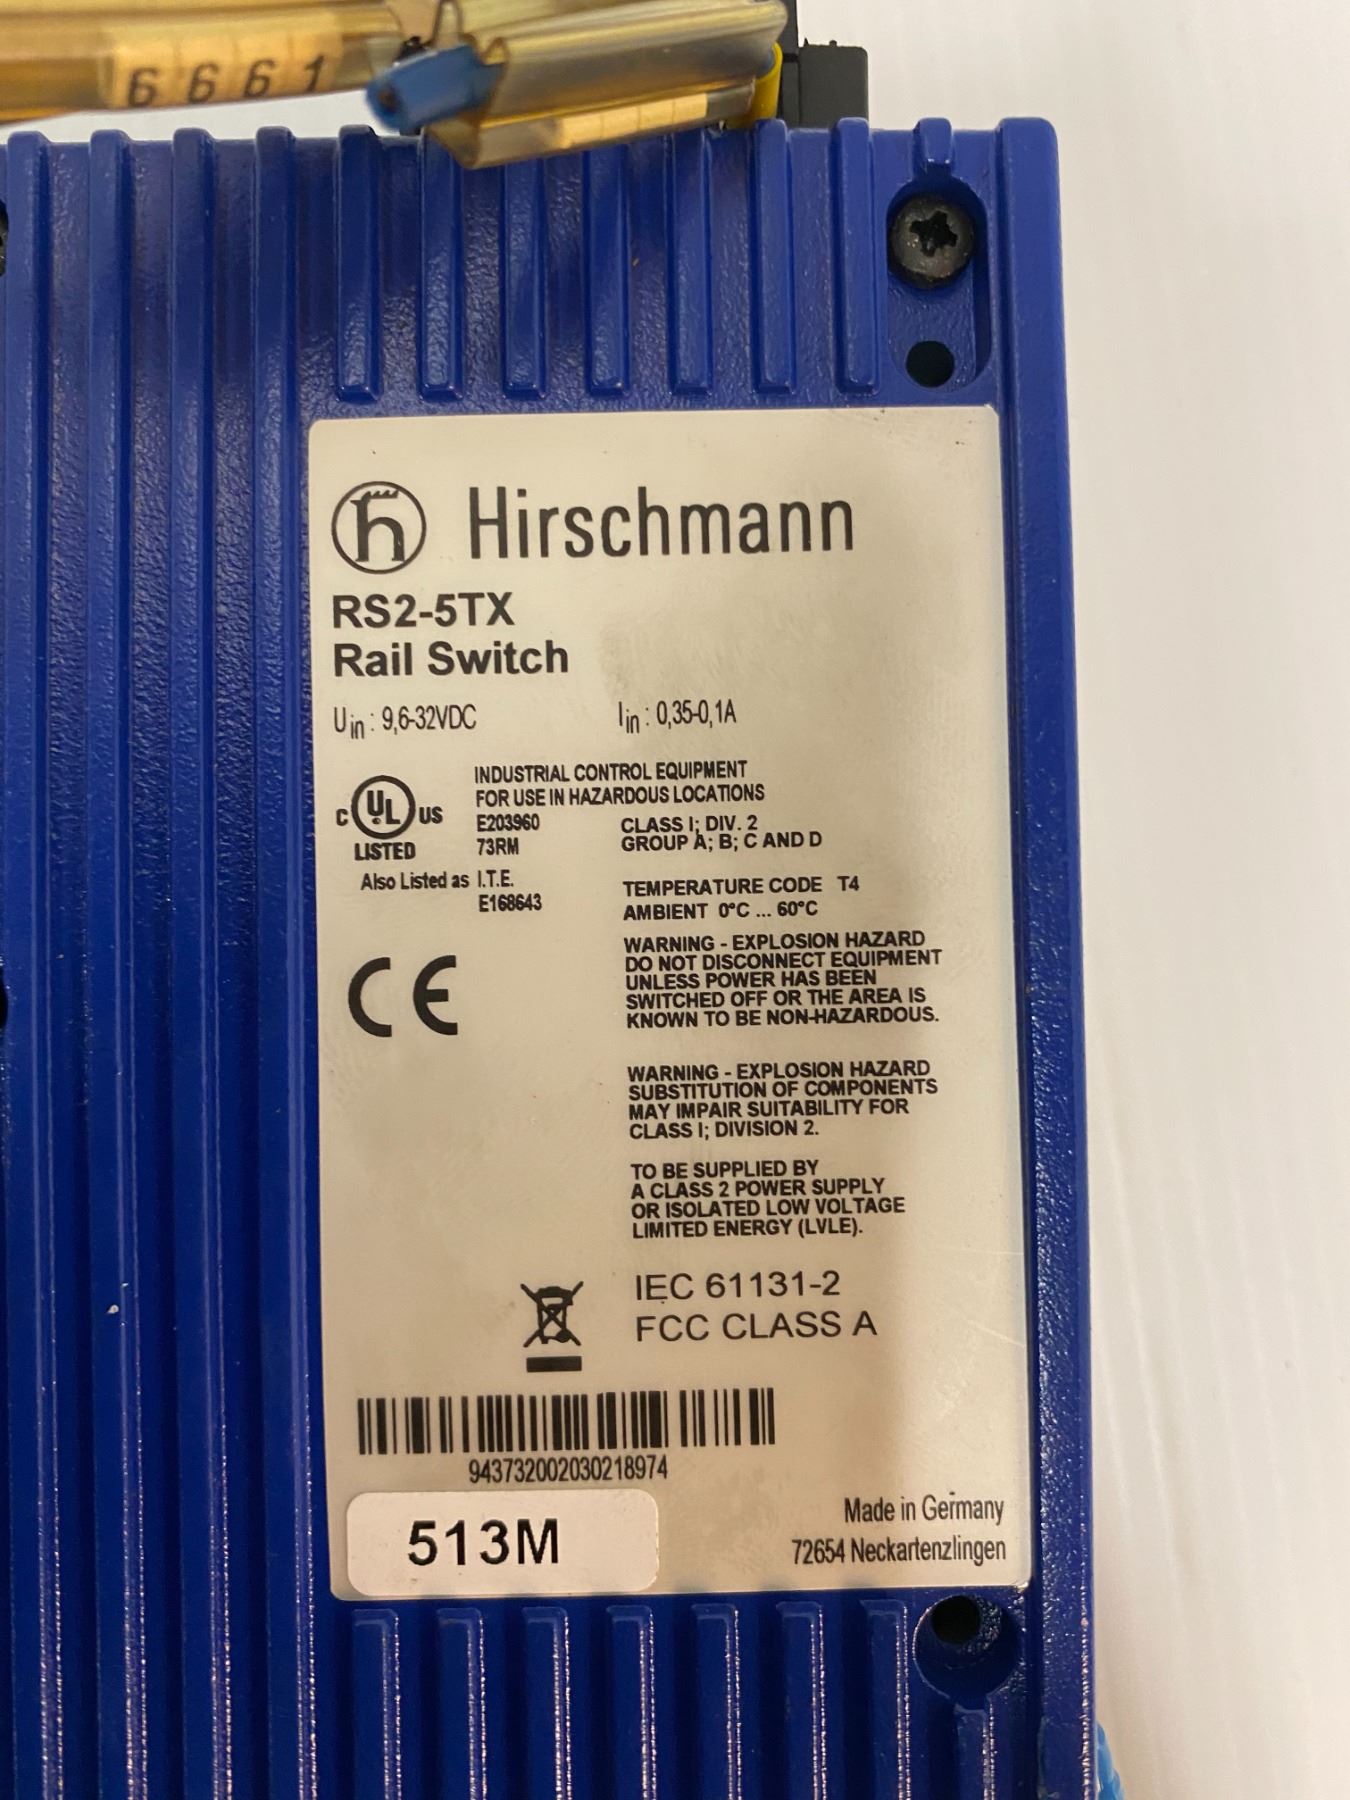 6661
Hirschmann
RS2-5TX
Rail Switch
Uin : 9,6-32VDC
Iin : 0,35-0,1A
INDUSTRIAL CONTROL EQUIPMENT
FOR USE IN HAZARDOUS LOCATIONS
C UL US
LISTED
E203960
73RM
CLASS I; DIV. 2
GROUP A; B; C AND D
Also Listed as I.T.E.
E168643
TEMPERATURE CODE T4
AMBIENT 0°C ... 60°C
CE
WARNING - EXPLOSION HAZARD
DO NOT DISCONNECT EQUIPMENT
UNLESS POWER HAS BEEN
SWITCHED OFF OR THE AREA IS
KNOWN TO BE NON-HAZARDOUS.
WARNING - EXPLOSION HAZARD
SUBSTITUTION OF COMPONENTS
MAY IMPAIR SUITABILITY FOR
CLASS I; DIVISION 2.
TO BE SUPPLIED BY
A CLASS 2 POWER SUPPLY
OR ISOLATED LOW VOLTAGE
LIMITED ENERGY (LVLE).
IEC 61131-2
FCC CLASS A
943732002030218974
513M
Made in Germany
72654 Neckartenzlingen